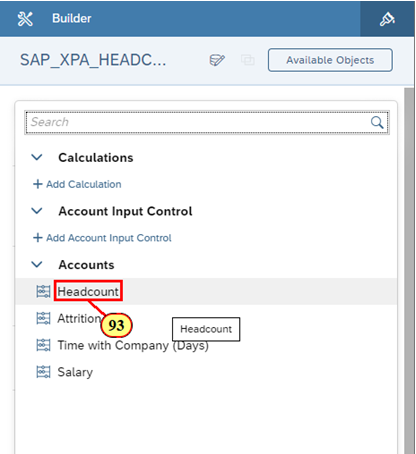 Builder
SAP_XPA_HEADC...
Available Objects
Search
Calculations
+ Add Calculation
Account Input Control
+ Add Account Input Control
Accounts
Headcount
Attrition
93
Headcount
Time with Company (Days)
Salary